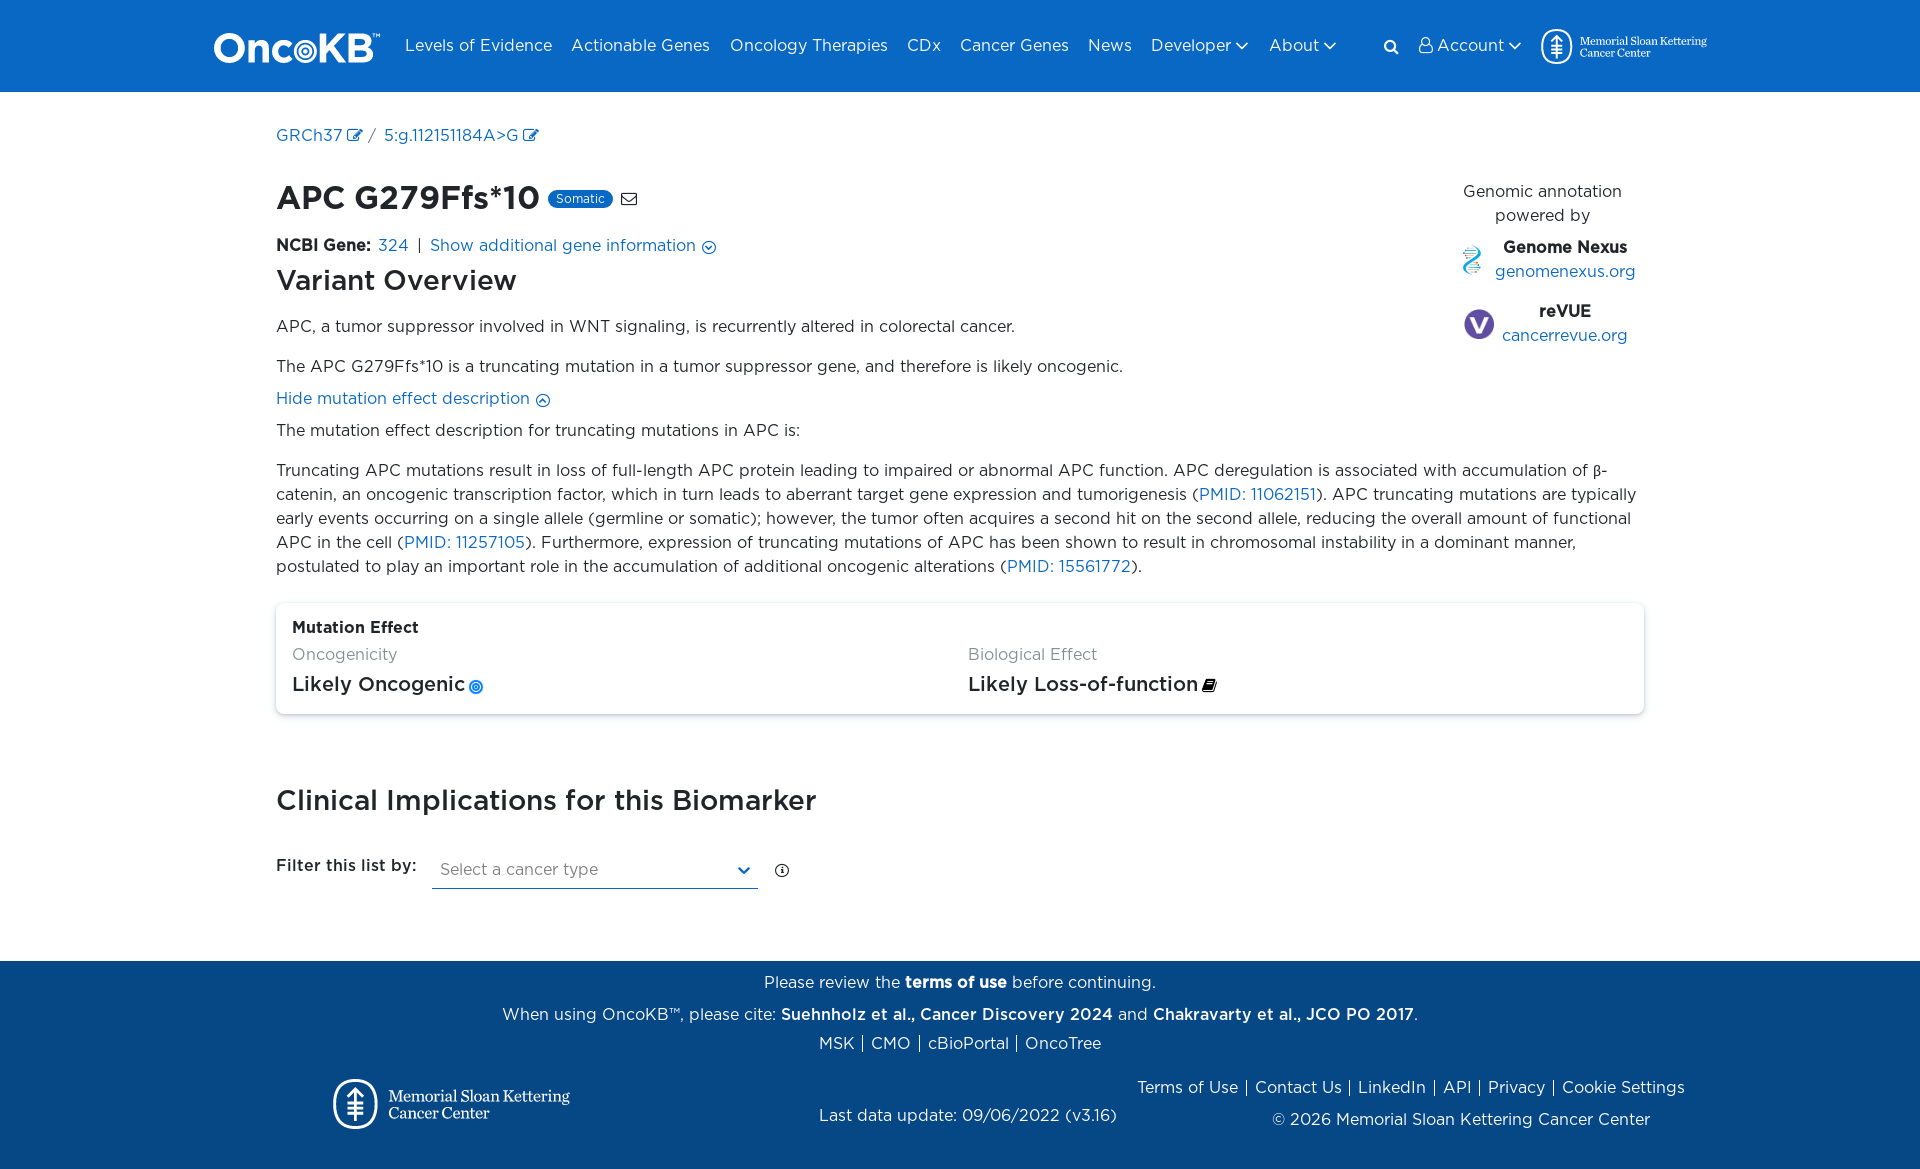 OncoKB™
Levels of Evidence
Actionable Genes
Oncology Therapies
CDx
Cancer Genes
News
Developer
About
Account
Memorial Sloan Kettering
Cancer Center
GRCh37 / 5:g.112151184A>G
APC G279Ffs*10 Somatic
NCBI Gene: 324 | Show additional gene information
Variant Overview
APC, a tumor suppressor involved in WNT signaling, is recurrently altered in colorectal cancer.
The APC G279Ffs*10 is a truncating mutation in a tumor suppressor gene, and therefore is likely oncogenic.
Hide mutation effect description
The mutation effect description for truncating mutations in APC is:
Truncating APC mutations result in loss of full-length APC protein leading to impaired or abnormal APC function. APC deregulation is associated with accumulation of β-
catenin, an oncogenic transcription factor, which in turn leads to aberrant target gene expression and tumorigenesis (PMID: 11062151). APC truncating mutations are typically
early events occurring on a single allele (germline or somatic); however, the tumor often acquires a second hit on the second allele, reducing the overall amount of functional
APC in the cell (PMID: 11257105). Furthermore, expression of truncating mutations of APC has been shown to result in chromosomal instability in a dominant manner,
postulated to play an important role in the accumulation of additional oncogenic alterations (PMID: 15561772).
Genomic annotation
powered by
Genome Nexus
genomenexus.org
V
reVUE
cancerrevue.org
Mutation Effect
Oncogenicity
Likely Oncogenic
Biological Effect
Likely Loss-of-function
Clinical Implications for this Biomarker
Filter this list by:
Select a cancer type
Please review the terms of use before continuing.
When using OncoKB™, please cite: Suehnholz et al., Cancer Discovery 2024 and Chakravarty et al., JCO PO 2017.
MSK | CMO | cBioPortal | OncoTree
Memorial Sloan Kettering
Cancer Center
Last data update: 09/06/2022 (v3.16)
Terms of Use | Contact Us | LinkedIn | API | Privacy | Cookie Settings
© 2026 Memorial Sloan Kettering Cancer Center